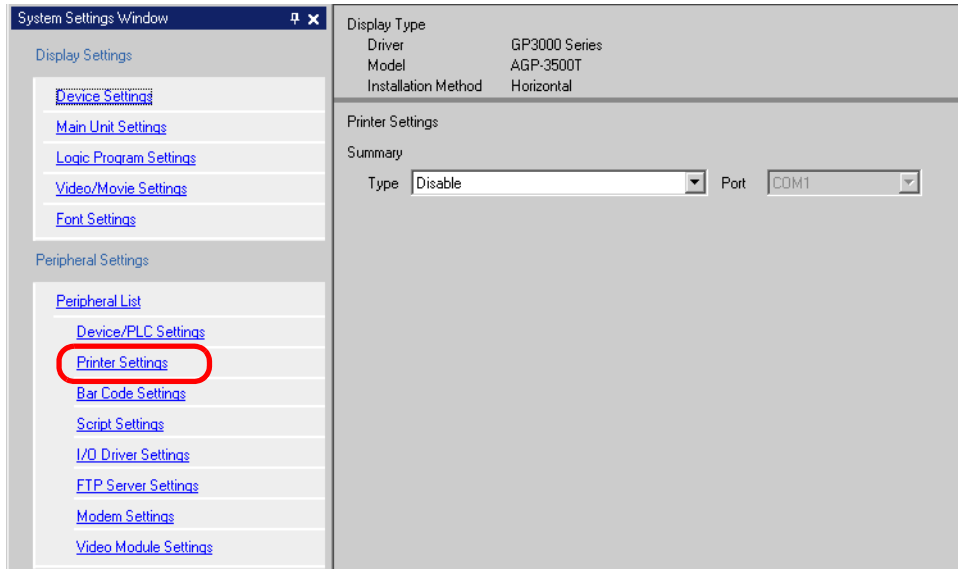 System Settings Window
Display Settings
Device Settings
Main Unit Settings
Logic Program Settings
Video/Movie Settings
Font Settings
Peripheral Settings
Peripheral List
Device/PLC Settings
Printer Settings
Bar Code Settings
Script Settings
I/O Driver Settings
FTP Server Settings
Modem Settings
Video Module Settings
Display Type
Driver GP3000 Series
Model AGP-3500T
Installation Method Horizontal
Printer Settings
Summary
Type Disable Port COM1